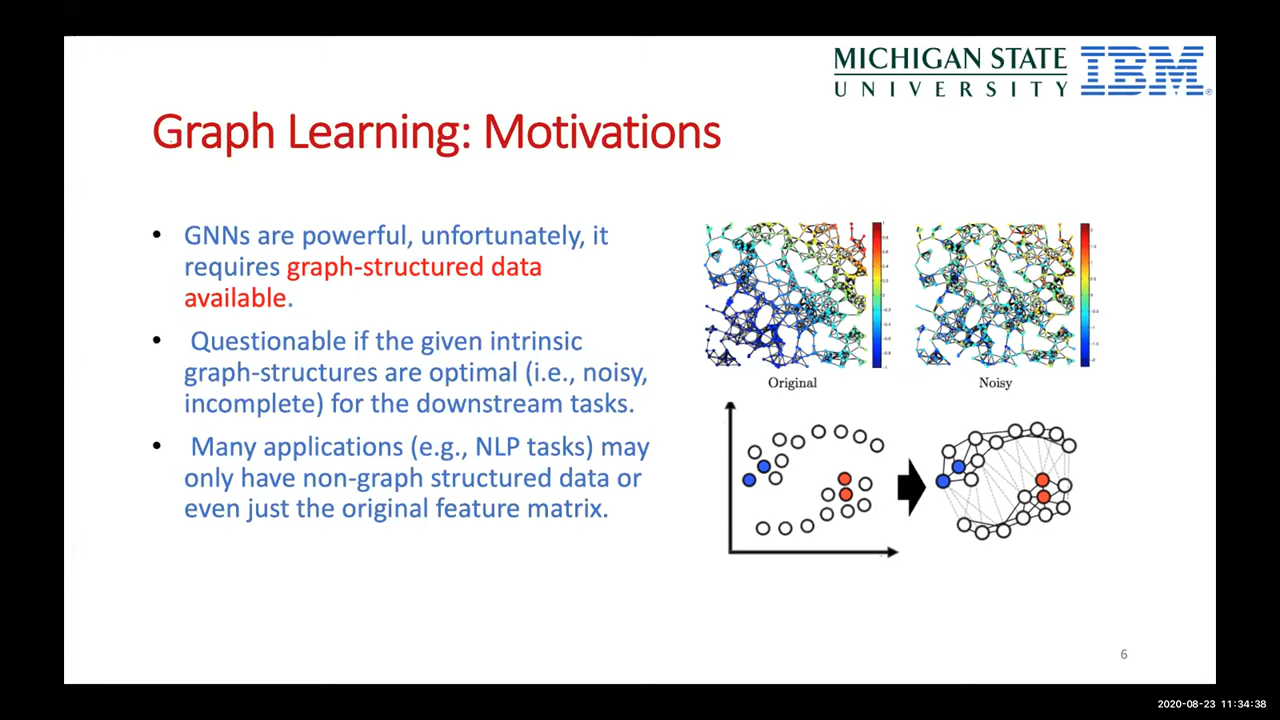 MICHIGAN STATE
UNIVERSITY
IBM®
Graph Learning: Motivations
• GNNs are powerful, unfortunately, it
requires graph-structured data
available.
• Questionable if the given intrinsic
graph-structures are optimal (i.e., noisy,
incomplete) for the downstream tasks.
• Many applications (e.g., NLP tasks) may
only have non-graph structured data or
even just the original feature matrix.
Original
Noisy
6
2020-08-23 11:34:38